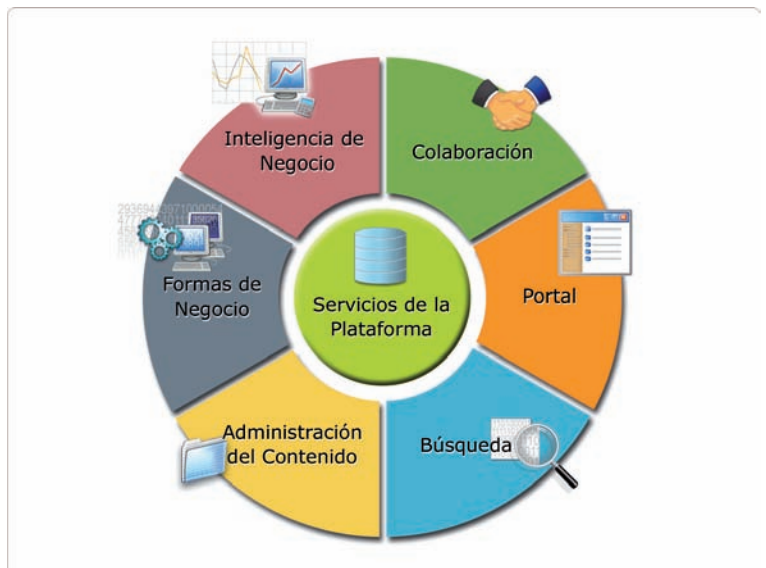 Inteligencia de
Negocio
Colaboración
Formas de
Negocio
Servicios de la
Plataforma
Portal
Administración
del Contenido
Búsqueda